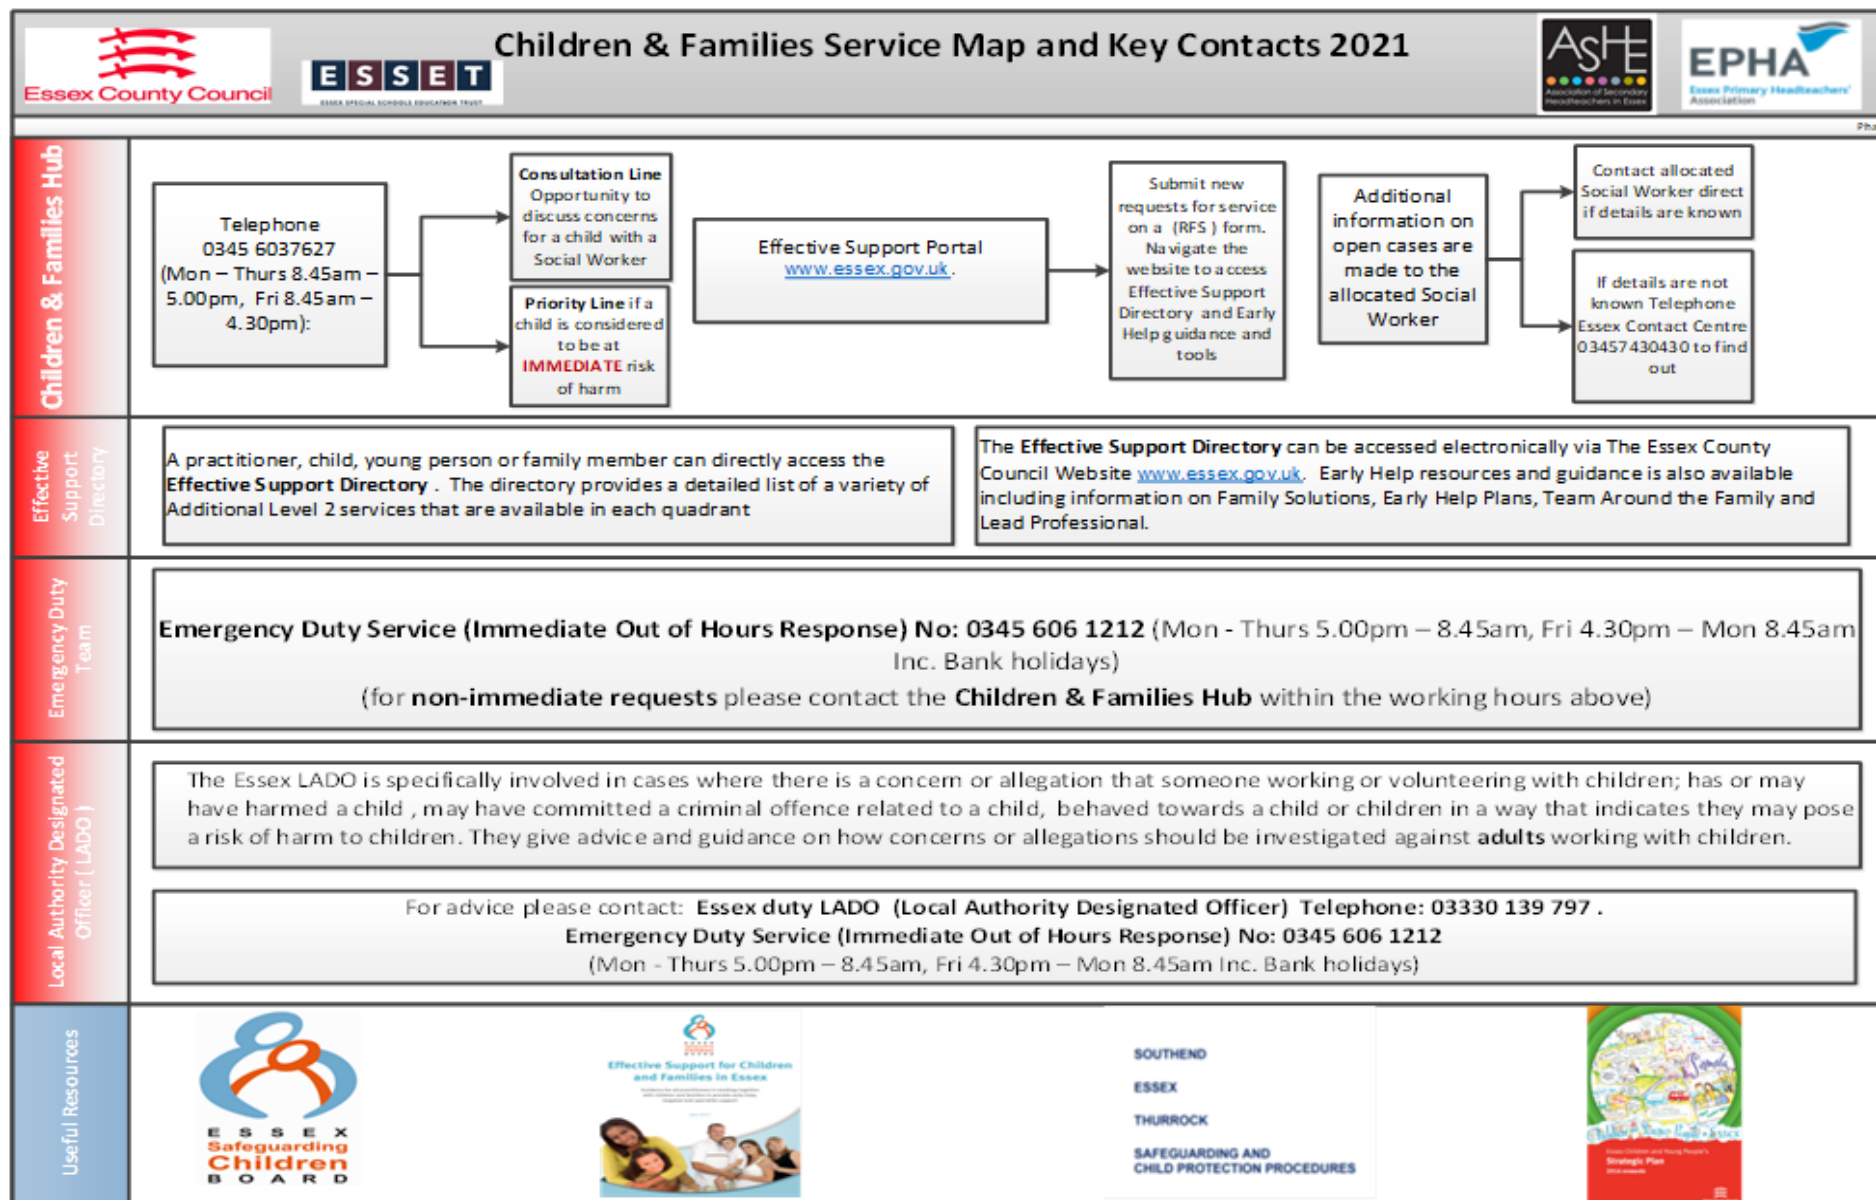 Children & Families Service Map and Key Contacts 2021
Essex County Council
ESSET
ESSEX SPECIAL SCHOOLS EDUCATION TRUST
ASHE
Association of Secondary
Headteachers in Essex
EPHA
Essex Primary Headteachers'
Association
Pha
Children & Families Hub
Telephone
0345 6037627
(Mon – Thurs 8.45am –
5.00pm, Fri 8.45am –
4.30pm):
Consultation Line
Opportunity to
discuss concerns
for a child with a
Social Worker
Priority Line if a
child is considered
to be at
IMMEDIATE risk
of harm
Effective Support Portal
www.essex.gov.uk.
Submit new
requests for service
on a (RFS ) form.
Navigate the
website to access
Effective Support
Directory and Early
Help guidance and
tools
Additional
information on
open cases are
made to the
allocated Social
Worker
Contact allocated
Social Worker direct
if details are known
If details are not
known Telephone
Essex Contact Centre
03457430430 to find
out
Effective
Support
Directory
A practitioner, child, young person or family member can directly access the
Effective Support Directory . The directory provides a detailed list of a variety of
Additional Level 2 services that are available in each quadrant
The Effective Support Directory can be accessed electronically via The Essex County
Council Website www.essex.gov.uk. Early Help resources and guidance is also available
including information on Family Solutions, Early Help Plans, Team Around the Family and
Lead Professional.
Emergency Duty
Team
Emergency Duty Service (Immediate Out of Hours Response) No: 0345 606 1212 (Mon - Thurs 5.00pm – 8.45am, Fri 4.30pm – Mon 8.45am
Inc. Bank holidays)
(for non-immediate requests please contact the Children & Families Hub within the working hours above)
Local Authority Designated
Officer ( LADO )
The Essex LADO is specifically involved in cases where there is a concern or allegation that someone working or volunteering with children; has or may
have harmed a child , may have committed a criminal offence related to a child, behaved towards a child or children in a way that indicates they may pose
a risk of harm to children. They give advice and guidance on how concerns or allegations should be investigated against adults working with children.
For advice please contact: Essex duty LADO (Local Authority Designated Officer) Telephone: 03330 139 797 .
Emergency Duty Service (Immediate Out of Hours Response) No: 0345 606 1212
(Mon - Thurs 5.00pm – 8.45am, Fri 4.30pm – Mon 8.45am Inc. Bank holidays)
Useful Resources
ESSEX
Safeguarding
Children
BOARD
Effective Support for Children
and Families in Essex
SOUTHEND
ESSEX
THURROCK
SAFEGUARDING AND
CHILD PROTECTION PROCEDURES
Essex Children and Young People's
Strategic Plan